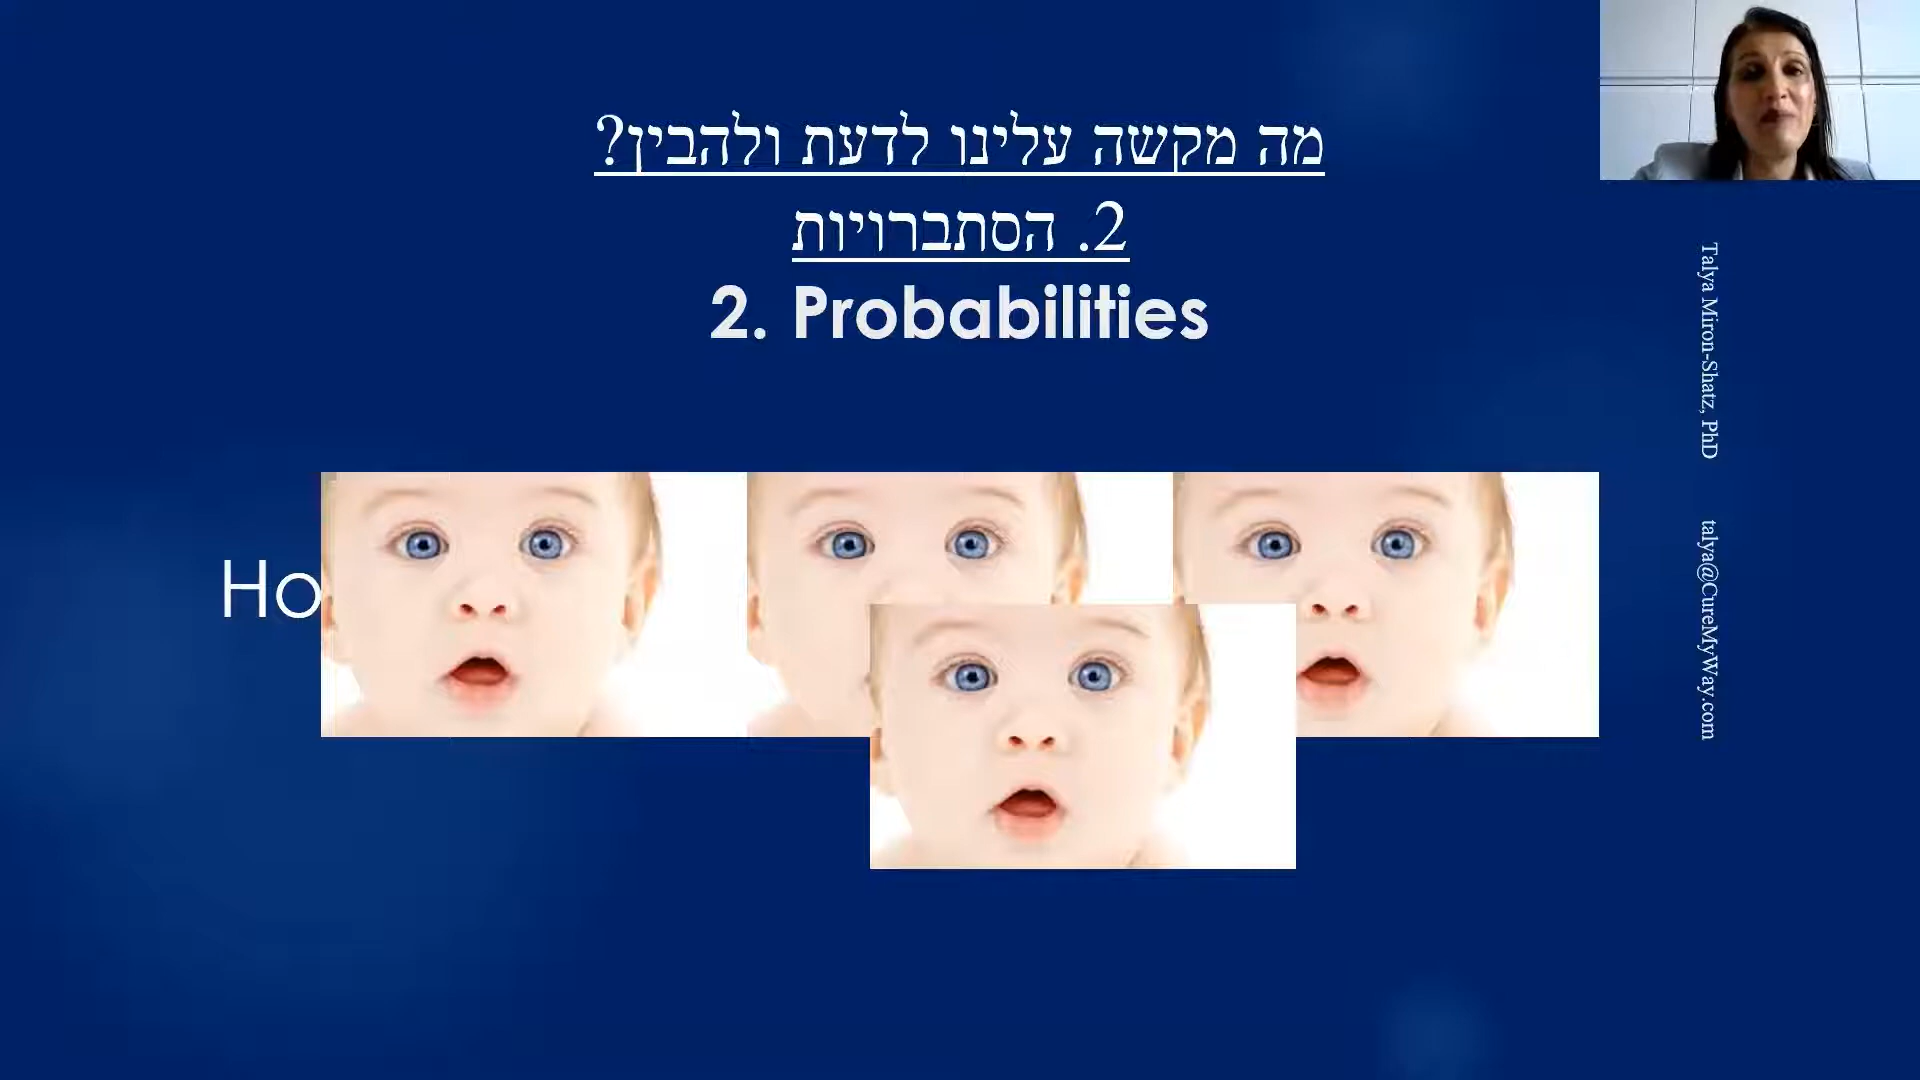 מה מקשה עלינו לדעת ולהבין?
2. הסתברויות
2. Probabilities
Ho
Talya Miron-Shatz, PhD talya@CureMyWay.com